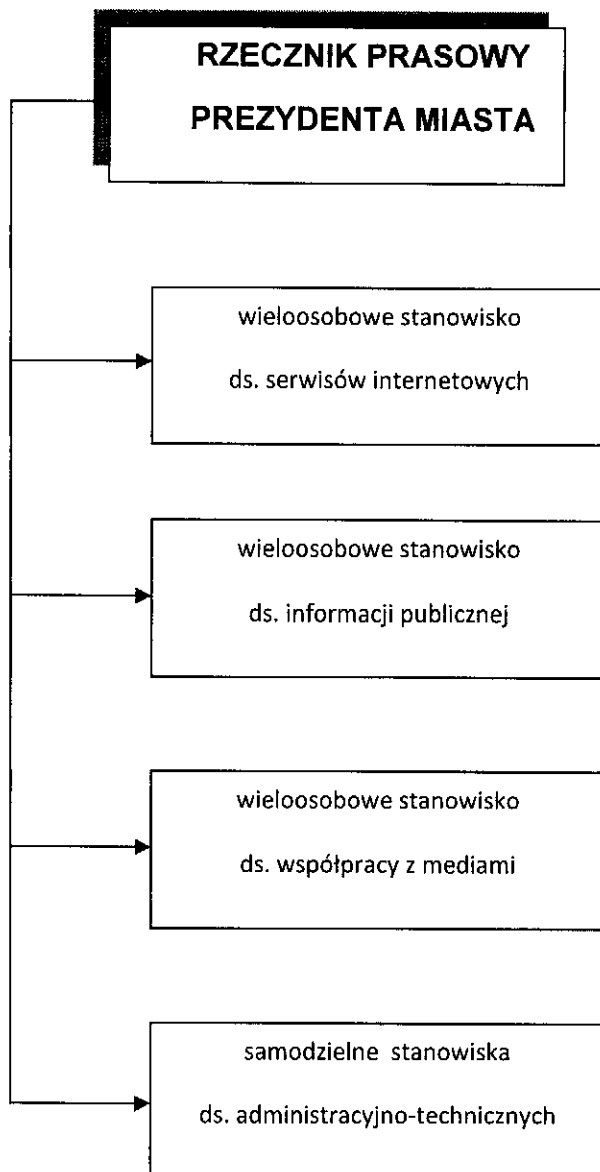 RZECZNIK PRASOWY
PREZYDENTA MIASTA
wieloosobowe stanowisko
ds. serwisów internetowych
wieloosobowe stanowisko
ds. informacji publicznej
wieloosobowe stanowisko
ds. współpracy z mediami
samodzielne stanowiska
ds. administracyjno-technicznych